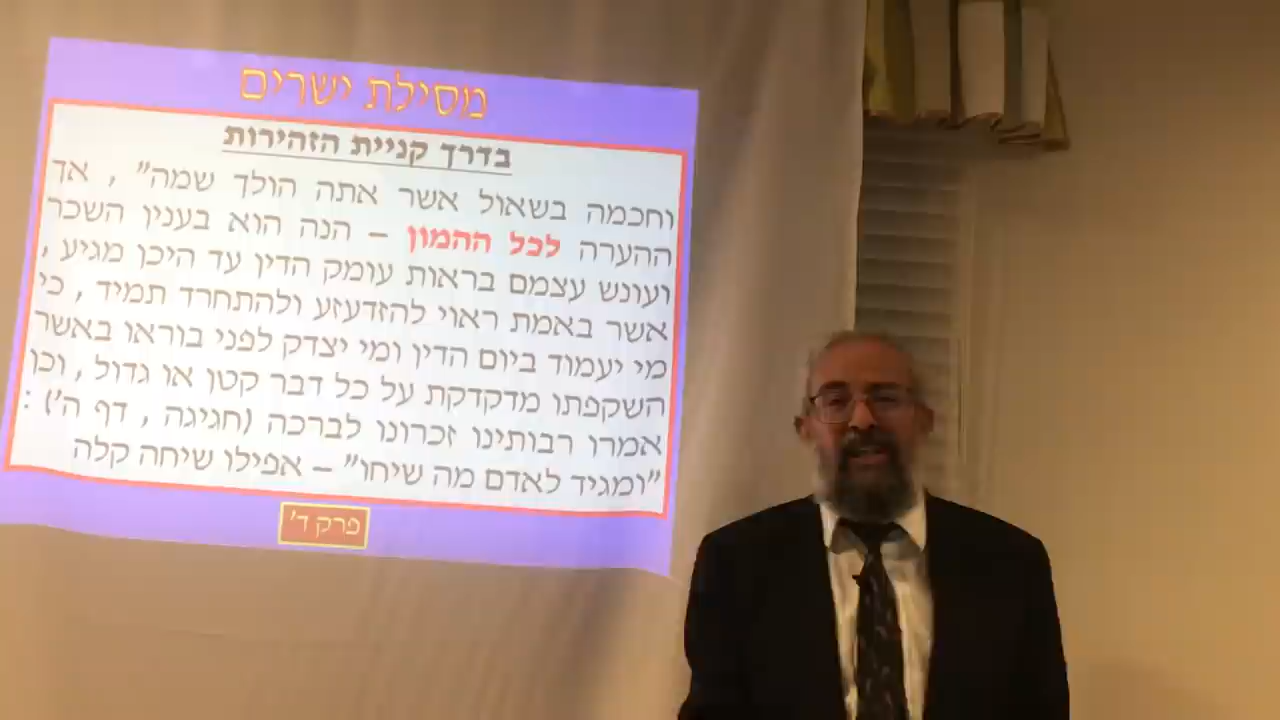 מסילת ישרים
בדרך קניית הזהירות
וחכמה בשאול אשר אתה הולך שמה" , אך
ההערה לכל ההמון – הנה הוא בענין השכר
ועונש עצמם בראות עומק הדין עד היכן מגיע ,
אשר באמת ראוי להזדעזע ולהתחרד תמיד , כי
מי יעמוד ביום הדין ומי יצדק לפני בוראו באשר
השקפתו מדקדקת על כל דבר קטן או גדול , וכן
אמרו רבותינו זכרונו לברכה (חגיגה , דף ה') :
"ומגיד לאדם מה שיחו" – אפילו שיחה קלה
פרק ד'